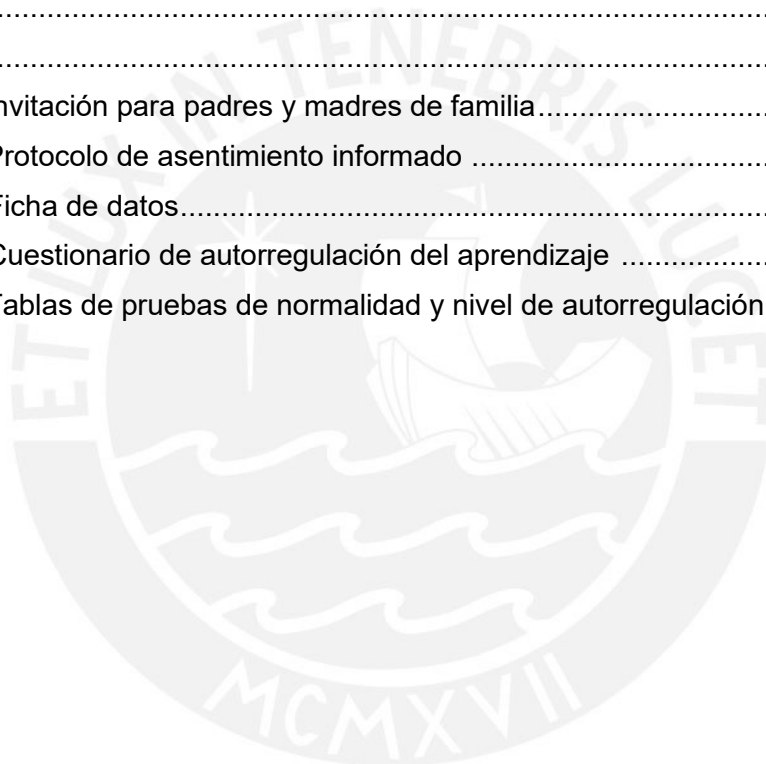 ................................................................................................
................................................................................................
nvitación para padres y madres de familia............................
Protocolo de asentimiento informado ....................................
Ficha de datos.........................................................................
Cuestionario de autorregulación del aprendizaje ..................
Tablas de pruebas de normalidad y nivel de autorregulación
ET LUX IN TENEBRIS LUCET
MCMXVII